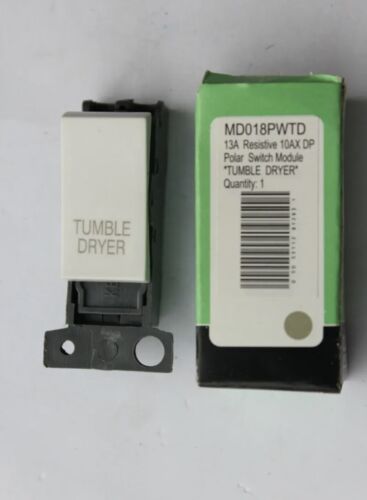 TUMBLE
DRYER
MD018PWTD
13A Resistive 10AX DP
Polar Switch Module
"TUMBLE DRYER"
Quantity: 1